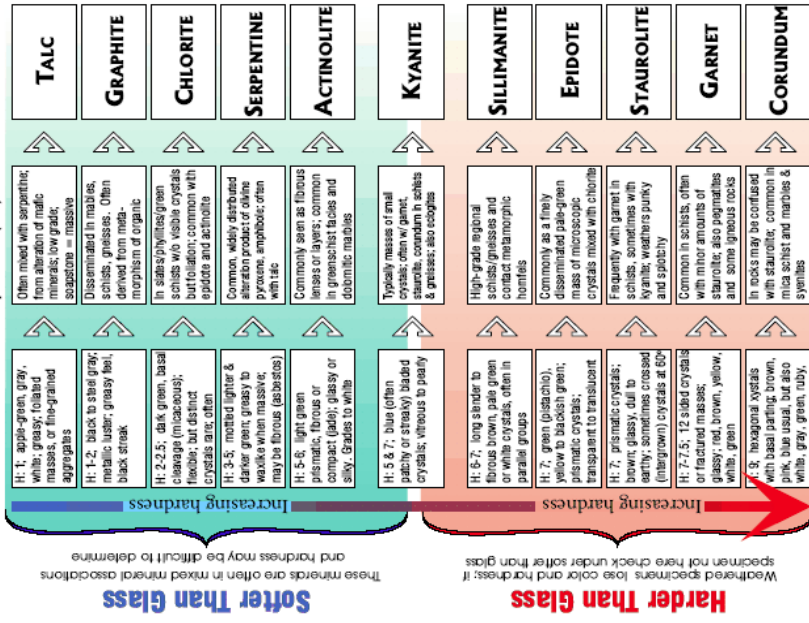 Softer Than Glass
These minerals are often in mixed mineral associations
and hardness may be difficult to determine
Increasing hardness
H: 1; apple-green, gray,
white; greasy; foliated
masses, or fine-grained
aggregates
Often mixed with serpentine;
from alteration of mafic
minerals; low grade;
soapstone = massive
TALC
H: 1-2; black to steel gray;
metallic luster; greasy feel,
black streak
Disseminated in mables,
schists, gneisses. Often
derived from meta-
morphism of organic
GRAPHITE
H: 2-2.5; dark green, basal
cleavage (micaceous);
flexible; but distinct
crystals rare; often
In slates/phyllites/green
schists w/o visible crystals
but foliation; common with
epidote and actinolite
CHLORITE
H: 3-5; mottled lighter &
darker green; greasy to
waxlike when massive;
may be fibrous (asbestos)
Common, widely distributed
alteration product of olivine
pyroxene, amphibole; often
with talc
SERPENTINE
H: 5-6; light green
prismatic, fibrous or
compact (jade); glassy or
silky. Grades to white
Commonly seen as fibrous
lenses or layers; common
in greenschist facies and
dolomitic marbles
ACTINOLITE
H: 5 & 7; blue (often
patchy or streaky) bladed
crystals; vitreous to pearly
Typically masses of small
crystals; often w/ garnet,
staurolite, corundum in schists
& gneisses; also eclogites
KYANITE
Harder Than Glass
Weathered specimens lose color and hardness; if
specimen not here check under softer than glass
Increasing hardness
H: 6-7; long slender to
fibrous brown, pale green
or white crystals, often in
parallel groups
High-grade regional
schists/gneisses and
contact metamorphic
hornfels
SILLIMANITE
H: 7; green (pistachio),
yellow to blackish green;
prismatic crystals;
transparent to translucent
Commonly as a finely
disseminated pale-green
mass of microscopic
crystals mixed with chlorite
EPIDOTE
H: 7; prismatic crystals;
brown; glassy, dull to
earthy; sometimes crossed
(intergrown) crystals at 60º
Frequently with garnet in
schists, sometimes with
kyanite; weathers punky
and splotchy
STAUROLITE
H: 7-7.5; 12 sided crystals
or fractured masses;
glassy; red, brown, yellow,
white, green
Common in schists, often
with minor amounts of
staurolite; also pegmatites
and some igneous rocks
GARNET
9; hexagonal xystals
with basal parting; brown,
pink, blue usual, but also
white, gray, green, ruby,
In rocks may be confused
with staurolite; common in
mica schist and marbles &
syenites
CORUNDUM